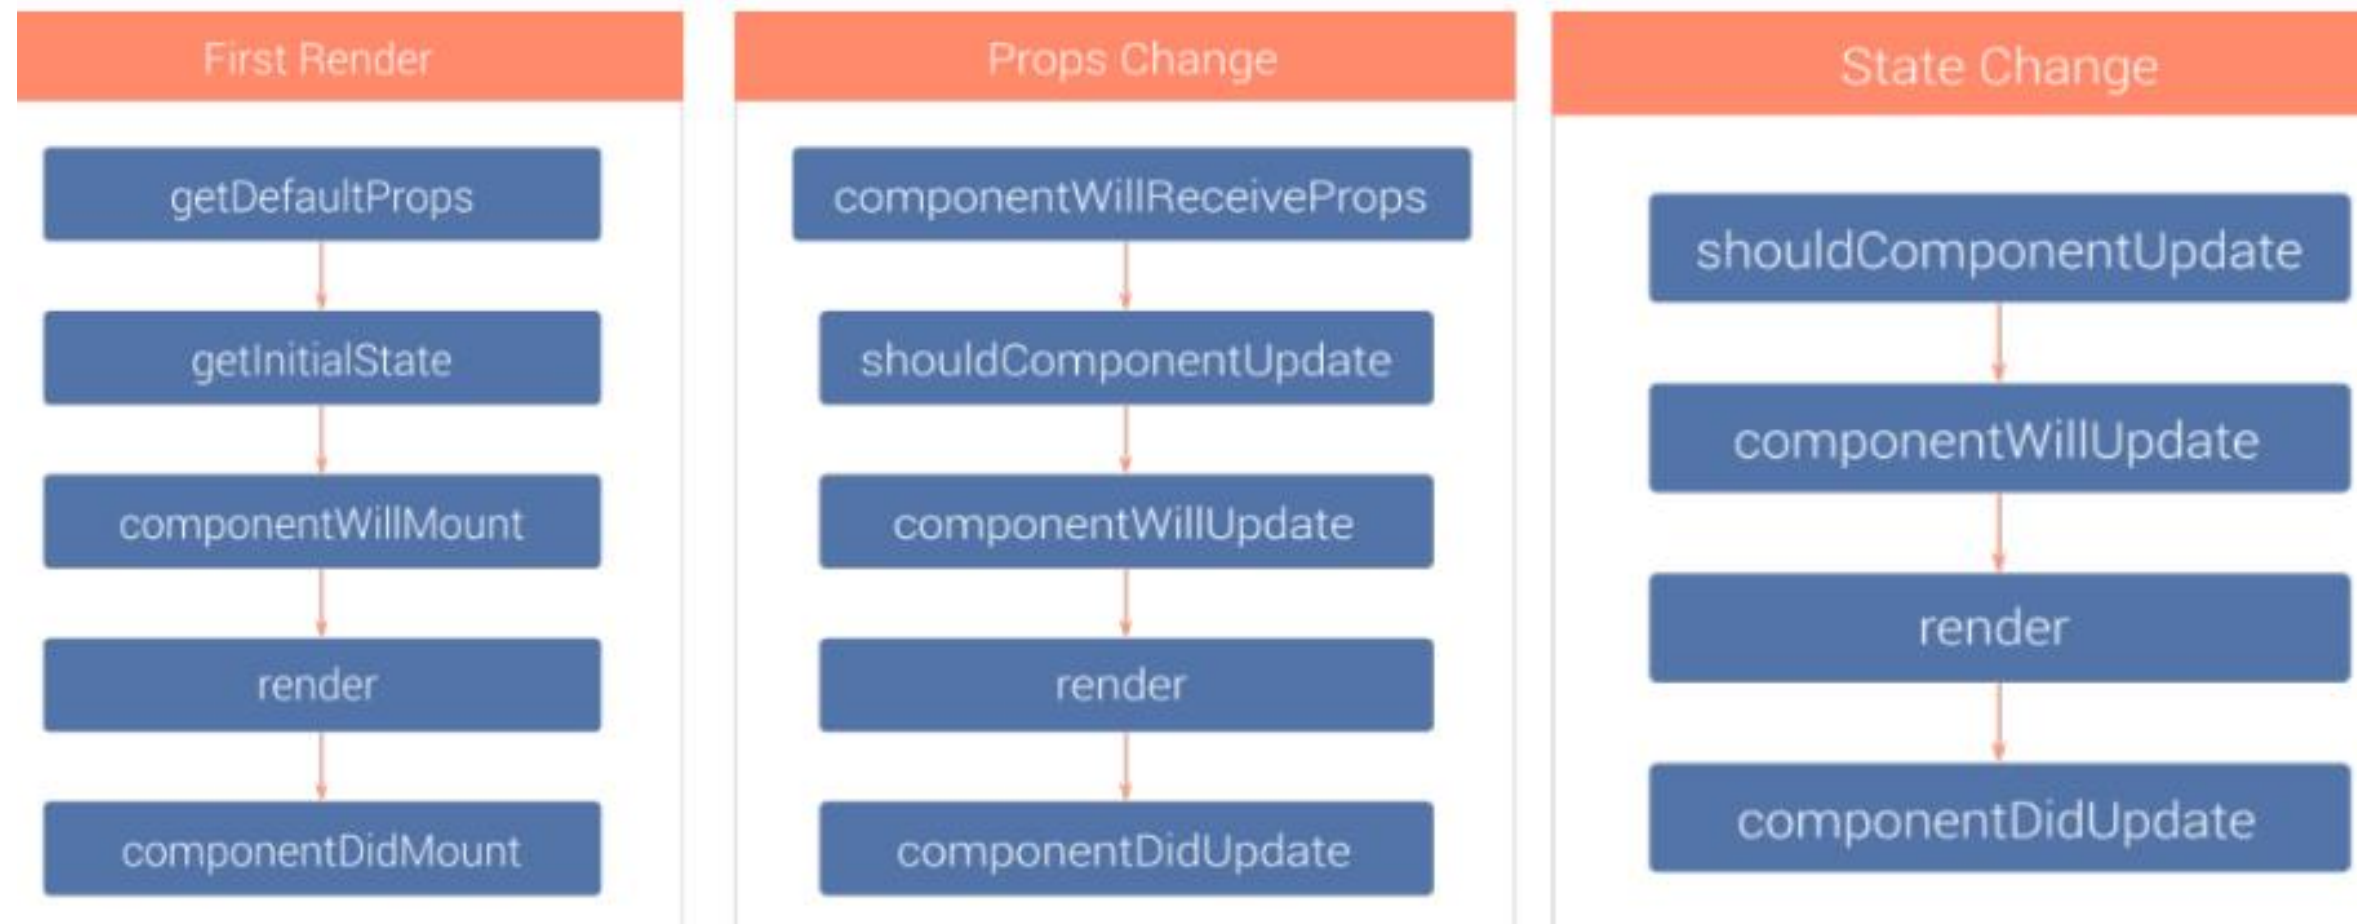 First Render
getDefaultProps
getInitialState
componentWillMount
render
componentDidMount
Props Change
componentWillReceiveProps
shouldComponentUpdate
componentWillUpdate
render
componentDidUpdate
State Change
shouldComponentUpdate
componentWillUpdate
render
componentDidUpdate